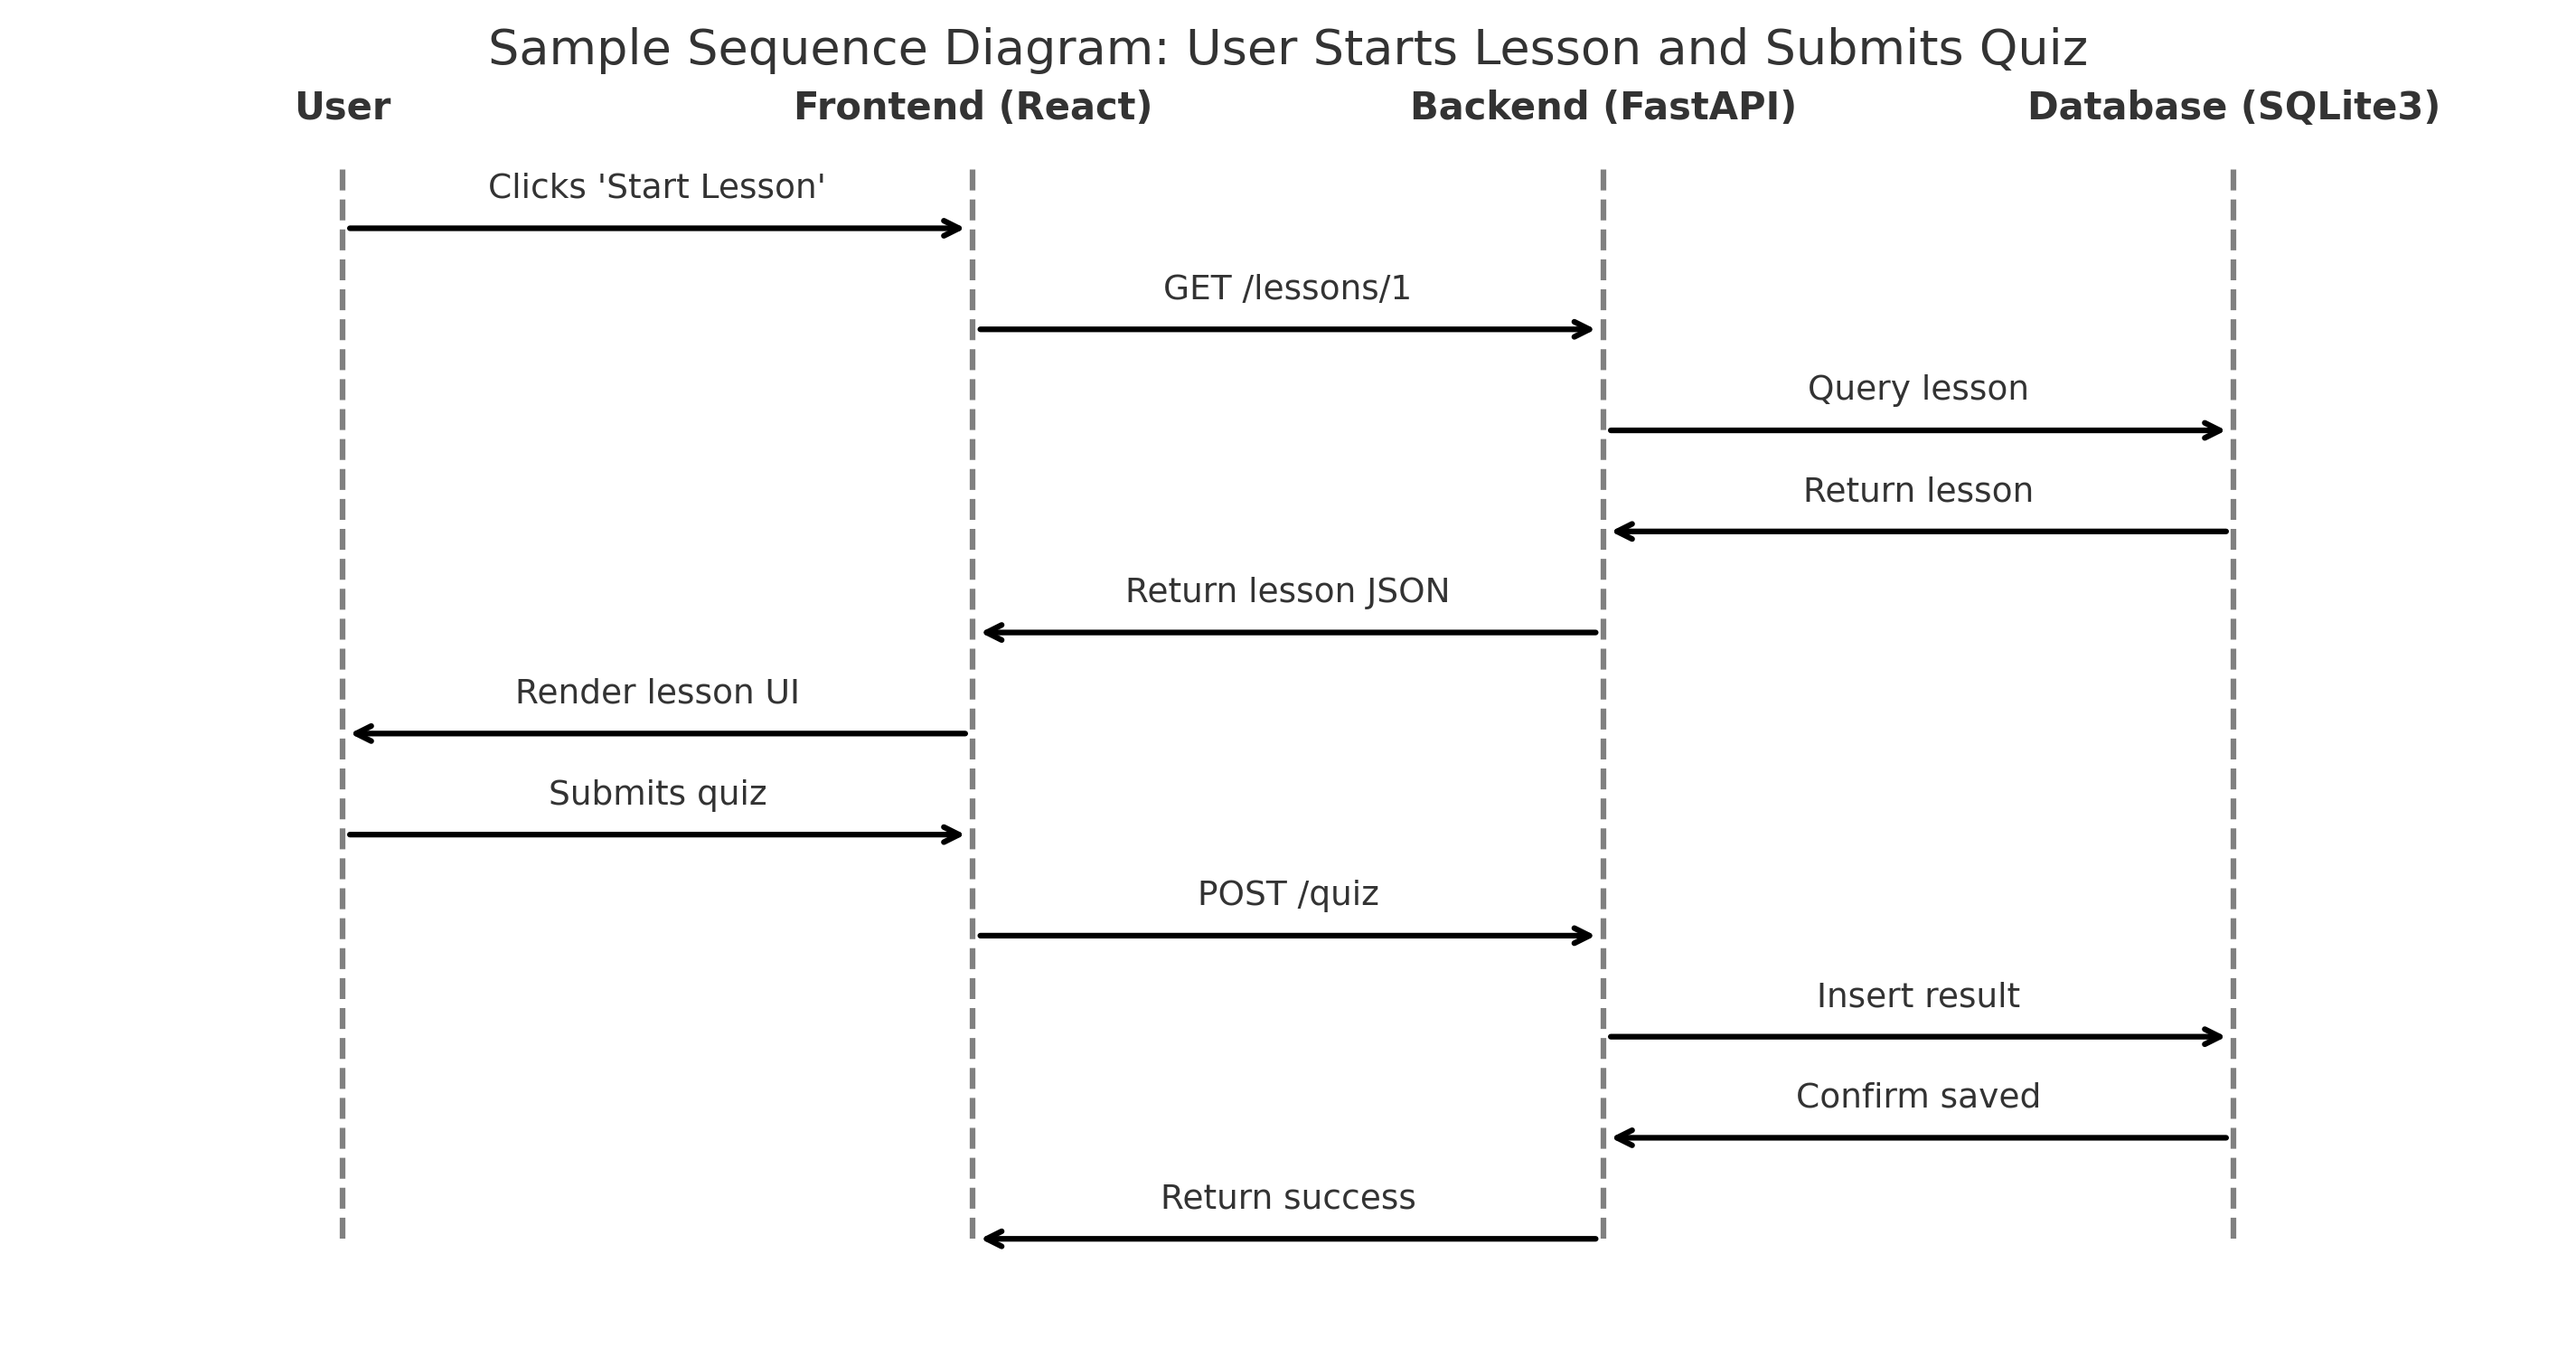 Sample Sequence Diagram: User Starts Lesson and Submits Quiz
User Frontend (React) Backend (FastAPI) Database (SQLite3)
Clicks 'Start Lesson'
GET /lessons/1
Query lesson
Return lesson
Return lesson JSON
Render lesson UI
Submits quiz
POST /quiz
Insert result
Confirm saved
Return success